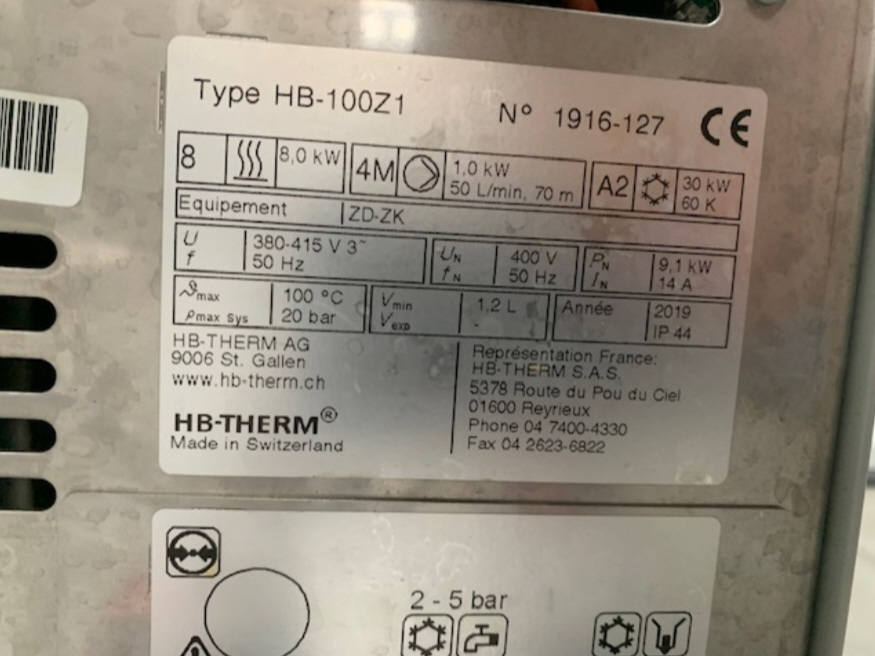 Type HB-100Z1 N° 1916-127 CE
8 8,0 kW 4M 1,0 kW A2 30 kW
50 L/min, 70 m 60 K
Equipement ZD-ZK
U 380-415 V 3~ UN 400 V PN 9,1 kW
f 50 Hz fN 50 Hz IN 14 A
ϑmax 100 °C Vmin 1,2 L Année 2019
pmax Sys 20 bar Vexp - IP 44
HB-THERM AG
9006 St. Gallen
www.hb-therm.ch
HB-THERM®
Made in Switzerland
Représentation France:
HB-THERM S.A.S.
5378 Route du Pou du Ciel
01600 Reyrieux
Phone 04 7400-4330
Fax 04 2623-6822
2 - 5 bar